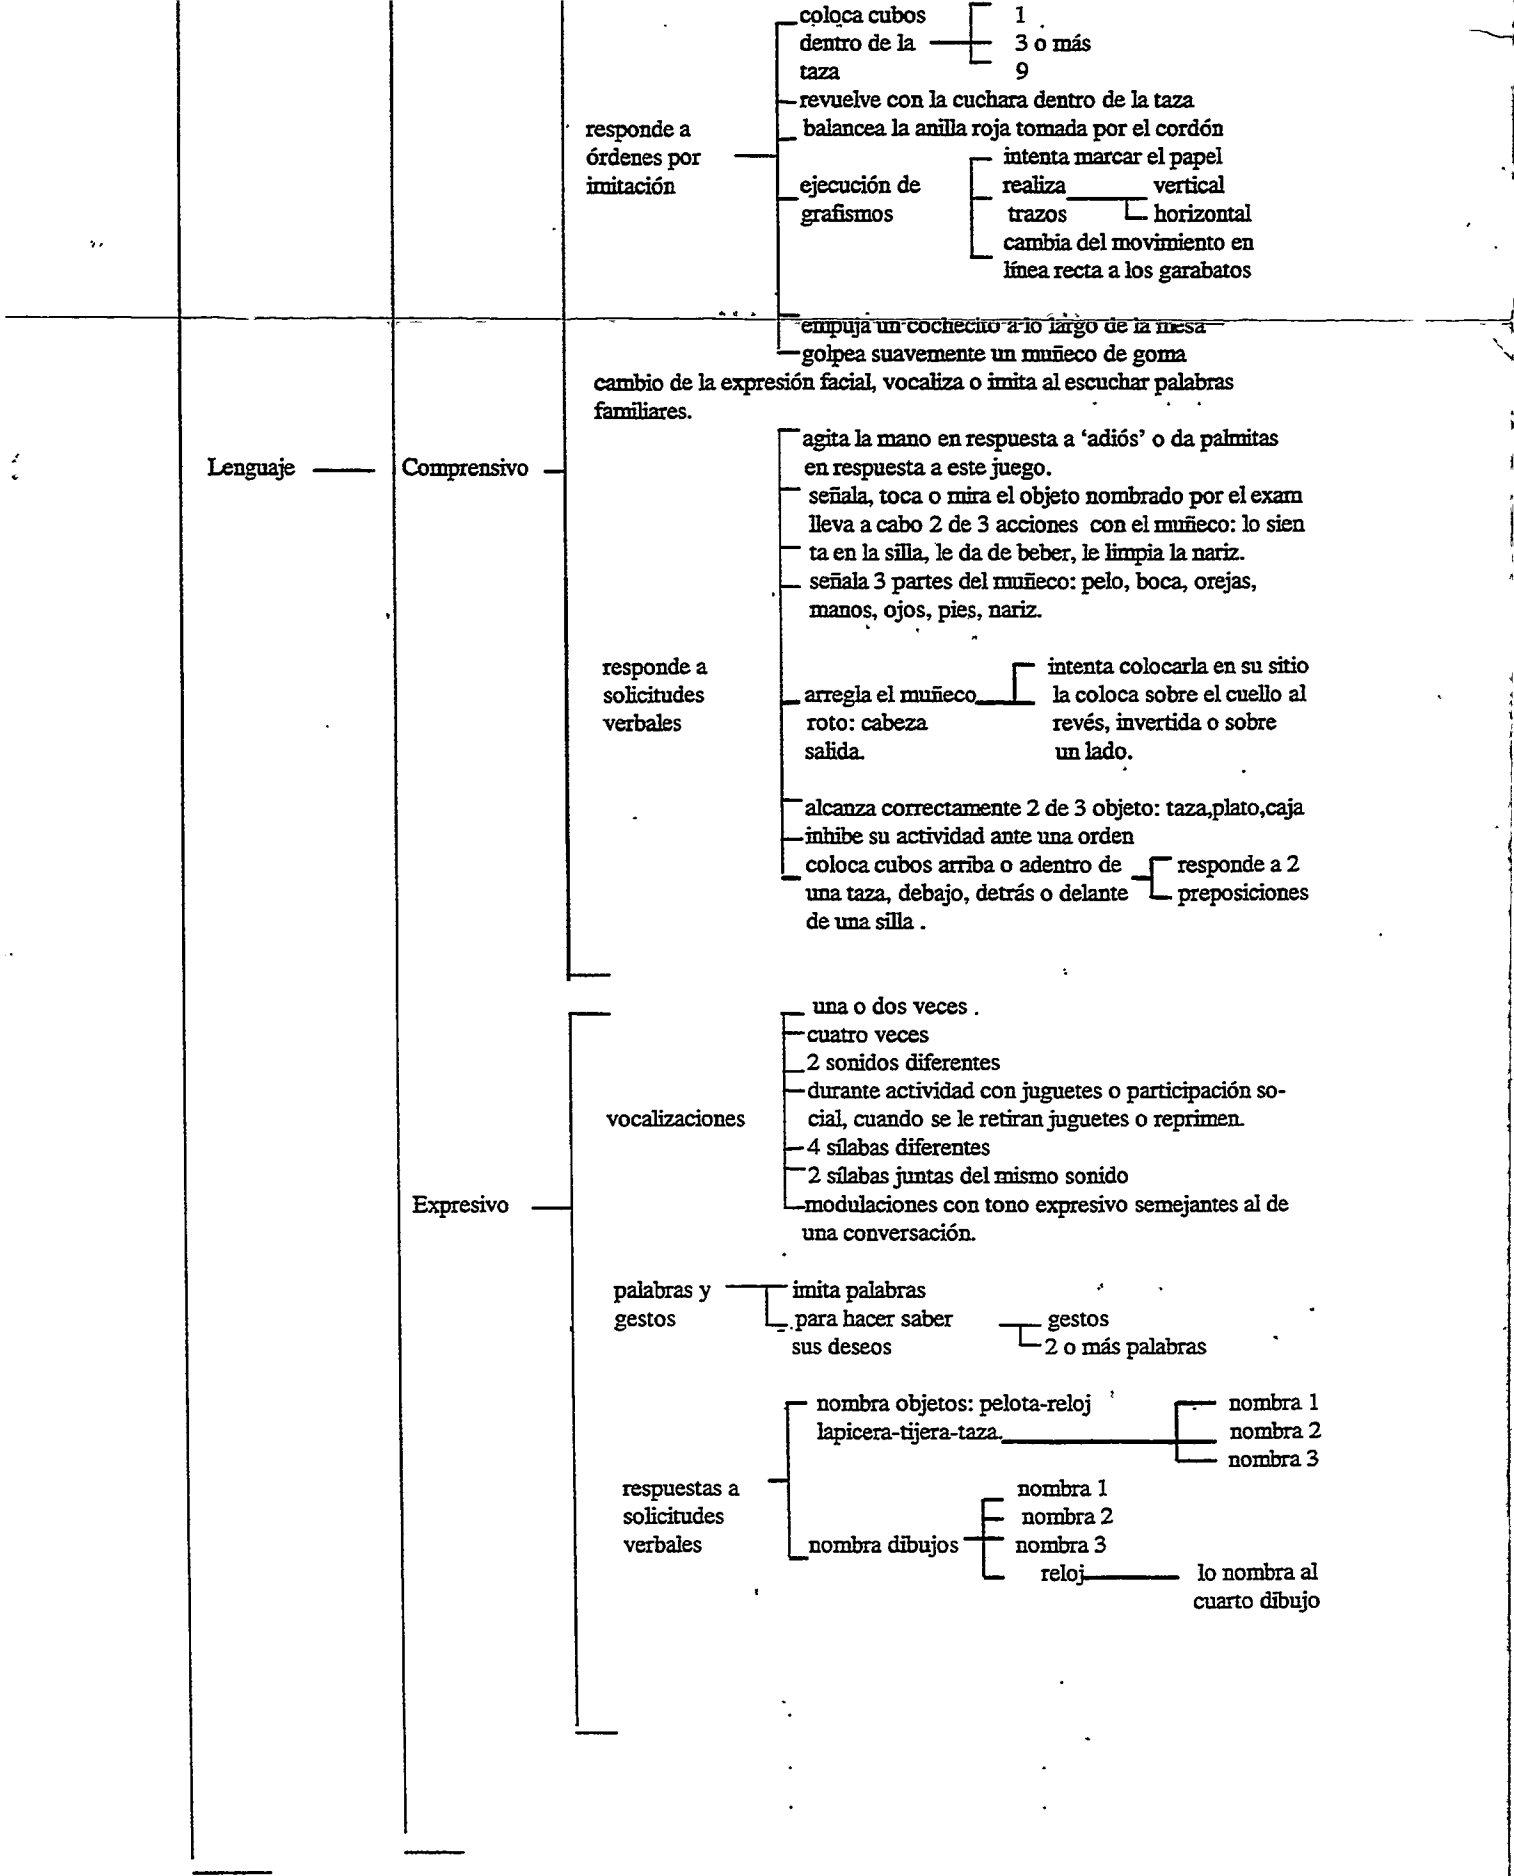 coloca cubos
dentro de la
taza
1
3 o más
9
revuelve con la cuchara dentro de la taza
balancea la anilla roja tomada por el cordón
responde a
órdenes por
imitación
ejecución de
grafismos
intenta marcar el papel
realiza
trazos
vertical
horizontal
cambia del movimiento en
línea recta a los garabatos
empuja un cochecito a lo largo de la mesa
golpea suavemente un muñeco de goma
cambio de la expresión facial, vocaliza o imita al escuchar palabras
familiares.
Lenguaje
Comprensivo
agita la mano en respuesta a ‘adiós’ o da palmitas
en respuesta a este juego.
señala, toca o mira el objeto nombrado por el exam
lleva a cabo 2 de 3 acciones con el muñeco: lo sien
ta en la silla, le da de beber, le limpia la nariz.
señala 3 partes del muñeco: pelo, boca, orejas,
manos, ojos, pies, nariz.
responde a
solicitudes
verbales
arregla el muñeco
roto: cabeza
salida.
intenta colocarla en su sitio
la coloca sobre el cuello al
revés, invertida o sobre
un lado.
alcanza correctamente 2 de 3 objeto: taza,plato,caja
inhibe su actividad ante una orden
coloca cubos arriba o adentro de
una taza, debajo, detrás o delante
de una silla .
responde a 2
preposiciones
Expresivo
vocalizaciones
una o dos veces .
cuatro veces
2 sonidos diferentes
durante actividad con juguetes o participación so-
cial, cuando se le retiran juguetes o reprimen.
4 sílabas diferentes
2 sílabas juntas del mismo sonido
modulaciones con tono expresivo semejantes al de
una conversación.
palabras y
gestos
imita palabras
para hacer saber
sus deseos
gestos
2 o más palabras
respuestas a
solicitudes
verbales
nombra objetos: pelota-reloj
lapicera-tijera-taza.
nombra 1
nombra 2
nombra 3
nombra dibujos
nombra 1
nombra 2
nombra 3
reloj
lo nombra al
cuarto dibujo